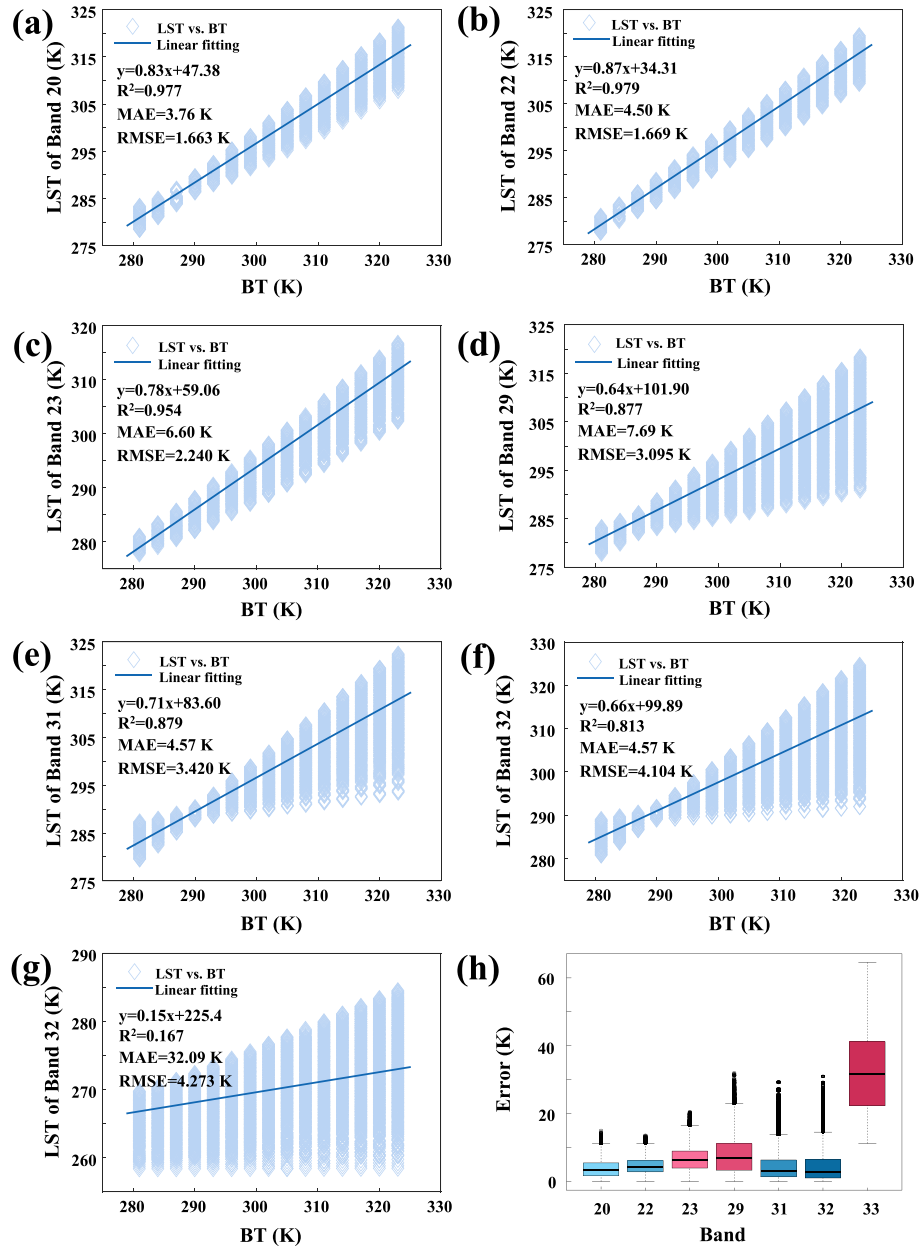 (a)
LST vs. BT
Linear fitting
y=0.83x+47.38
R²=0.977
MAE=3.76 K
RMSE=1.663 K
LST of Band 20 (K)
325
315
305
295
285
275
280 290 300 310 320 330
BT (K)
(b)
LST vs. BT
Linear fitting
y=0.87x+34.31
R²=0.979
MAE=4.50 K
RMSE=1.669 K
LST of Band 22 (K)
325
315
305
295
285
275
280 290 300 310 320 330
BT (K)
(c)
LST vs. BT
Linear fitting
y=0.78x+59.06
R²=0.954
MAE=6.60 K
RMSE=2.240 K
LST of Band 23 (K)
320
310
300
290
280
280 290 300 310 320 330
BT (K)
(d)
LST vs. BT
Linear fitting
y=0.64x+101.90
R²=0.877
MAE=7.69 K
RMSE=3.095 K
LST of Band 29 (K)
325
315
305
295
285
275
280 290 300 310 320 330
BT (K)
(e)
LST vs. BT
Linear fitting
y=0.71x+83.60
R²=0.879
MAE=4.57 K
RMSE=3.420 K
LST of Band 31 (K)
325
315
305
295
285
275
280 290 300 310 320 330
BT (K)
(f)
LST vs. BT
Linear fitting
y=0.66x+99.89
R²=0.813
MAE=4.57 K
RMSE=4.104 K
LST of Band 32 (K)
330
320
310
300
290
280
280 290 300 310 320 330
BT (K)
(g)
LST vs. BT
Linear fitting
y=0.15x+225.4
R²=0.167
MAE=32.09 K
RMSE=4.273 K
LST of Band 32 (K)
290
280
270
260
280 290 300 310 320 330
BT (K)
(h)
Error (K)
60
40
20
0
20 22 23 29 31 32 33
Band